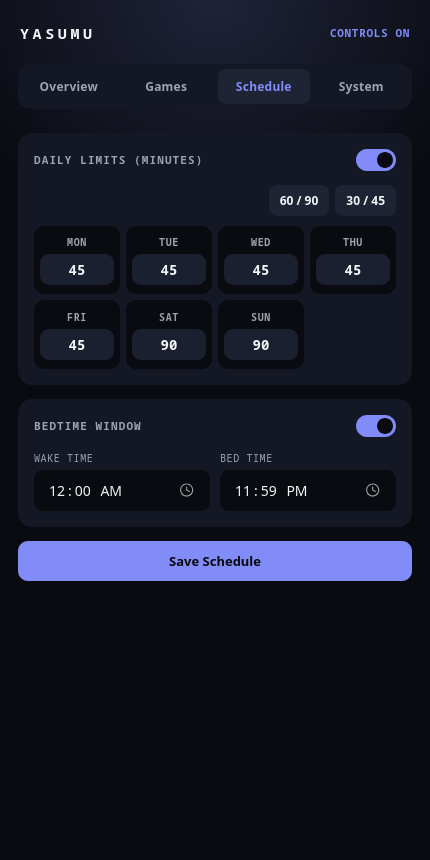 YASUMU CONTROLS ON
Overview Games Schedule System
DAILY LIMITS (MINUTES)
60 / 90 30 / 45
MON TUE WED THU
45 45 45 45
FRI SAT SUN
45 90 90
BEDTIME WINDOW
WAKE TIME BED TIME
12:00 AM 11:59 PM
Save Schedule